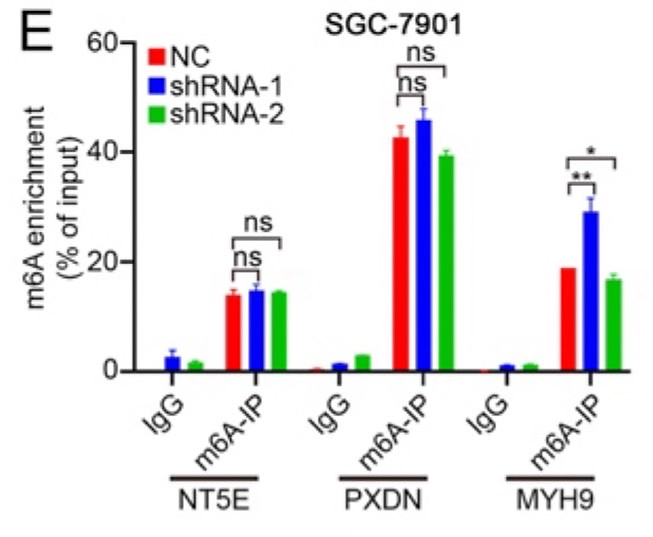 E
SGC-7901
NC
shRNA-1
shRNA-2
m6A enrichment
(% of input)
60
40
20
0
ns
ns
ns
ns
*
**
IgG
m6A-IP
IgG
m6A-IP
IgG
m6A-IP
NT5E
PXDN
MYH9